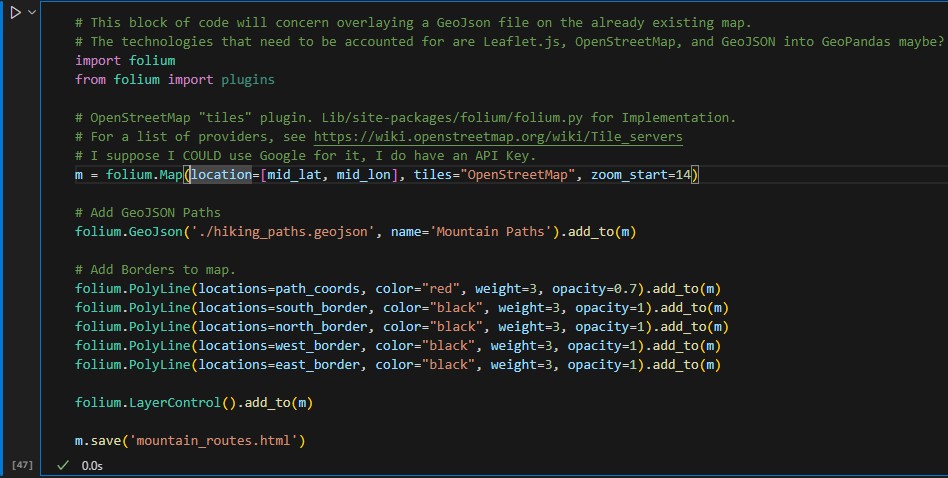 # This block of code will concern overlaying a GeoJson file on the already existing map.
# The technologies that need to be accounted for are Leaflet.js, OpenStreetMap, and GeoJSON into GeoPandas maybe?
import folium
from folium import plugins
# OpenStreetMap "tiles" plugin. Lib/site-packages/folium/folium.py for Implementation.
# For a list of providers, see https://wiki.openstreetmap.org/wiki/Tile_servers
# I suppose I COULD use Google for it, I do have an API Key.
m = folium.Map(location=[mid_lat, mid_lon], tiles="OpenStreetMap", zoom_start=14)
# Add GeoJSON Paths
folium.GeoJson('./hiking_paths.geojson', name='Mountain Paths').add_to(m)
# Add Borders to map.
folium.PolyLine(locations=path_coords, color="red", weight=3, opacity=0.7).add_to(m)
folium.PolyLine(locations=south_border, color="black", weight=3, opacity=1).add_to(m)
folium.PolyLine(locations=north_border, color="black", weight=3, opacity=1).add_to(m)
folium.PolyLine(locations=west_border, color="black", weight=3, opacity=1).add_to(m)
folium.PolyLine(locations=east_border, color="black", weight=3, opacity=1).add_to(m)
folium.LayerControl().add_to(m)
m.save('mountain_routes.html')
[47] 0.0s